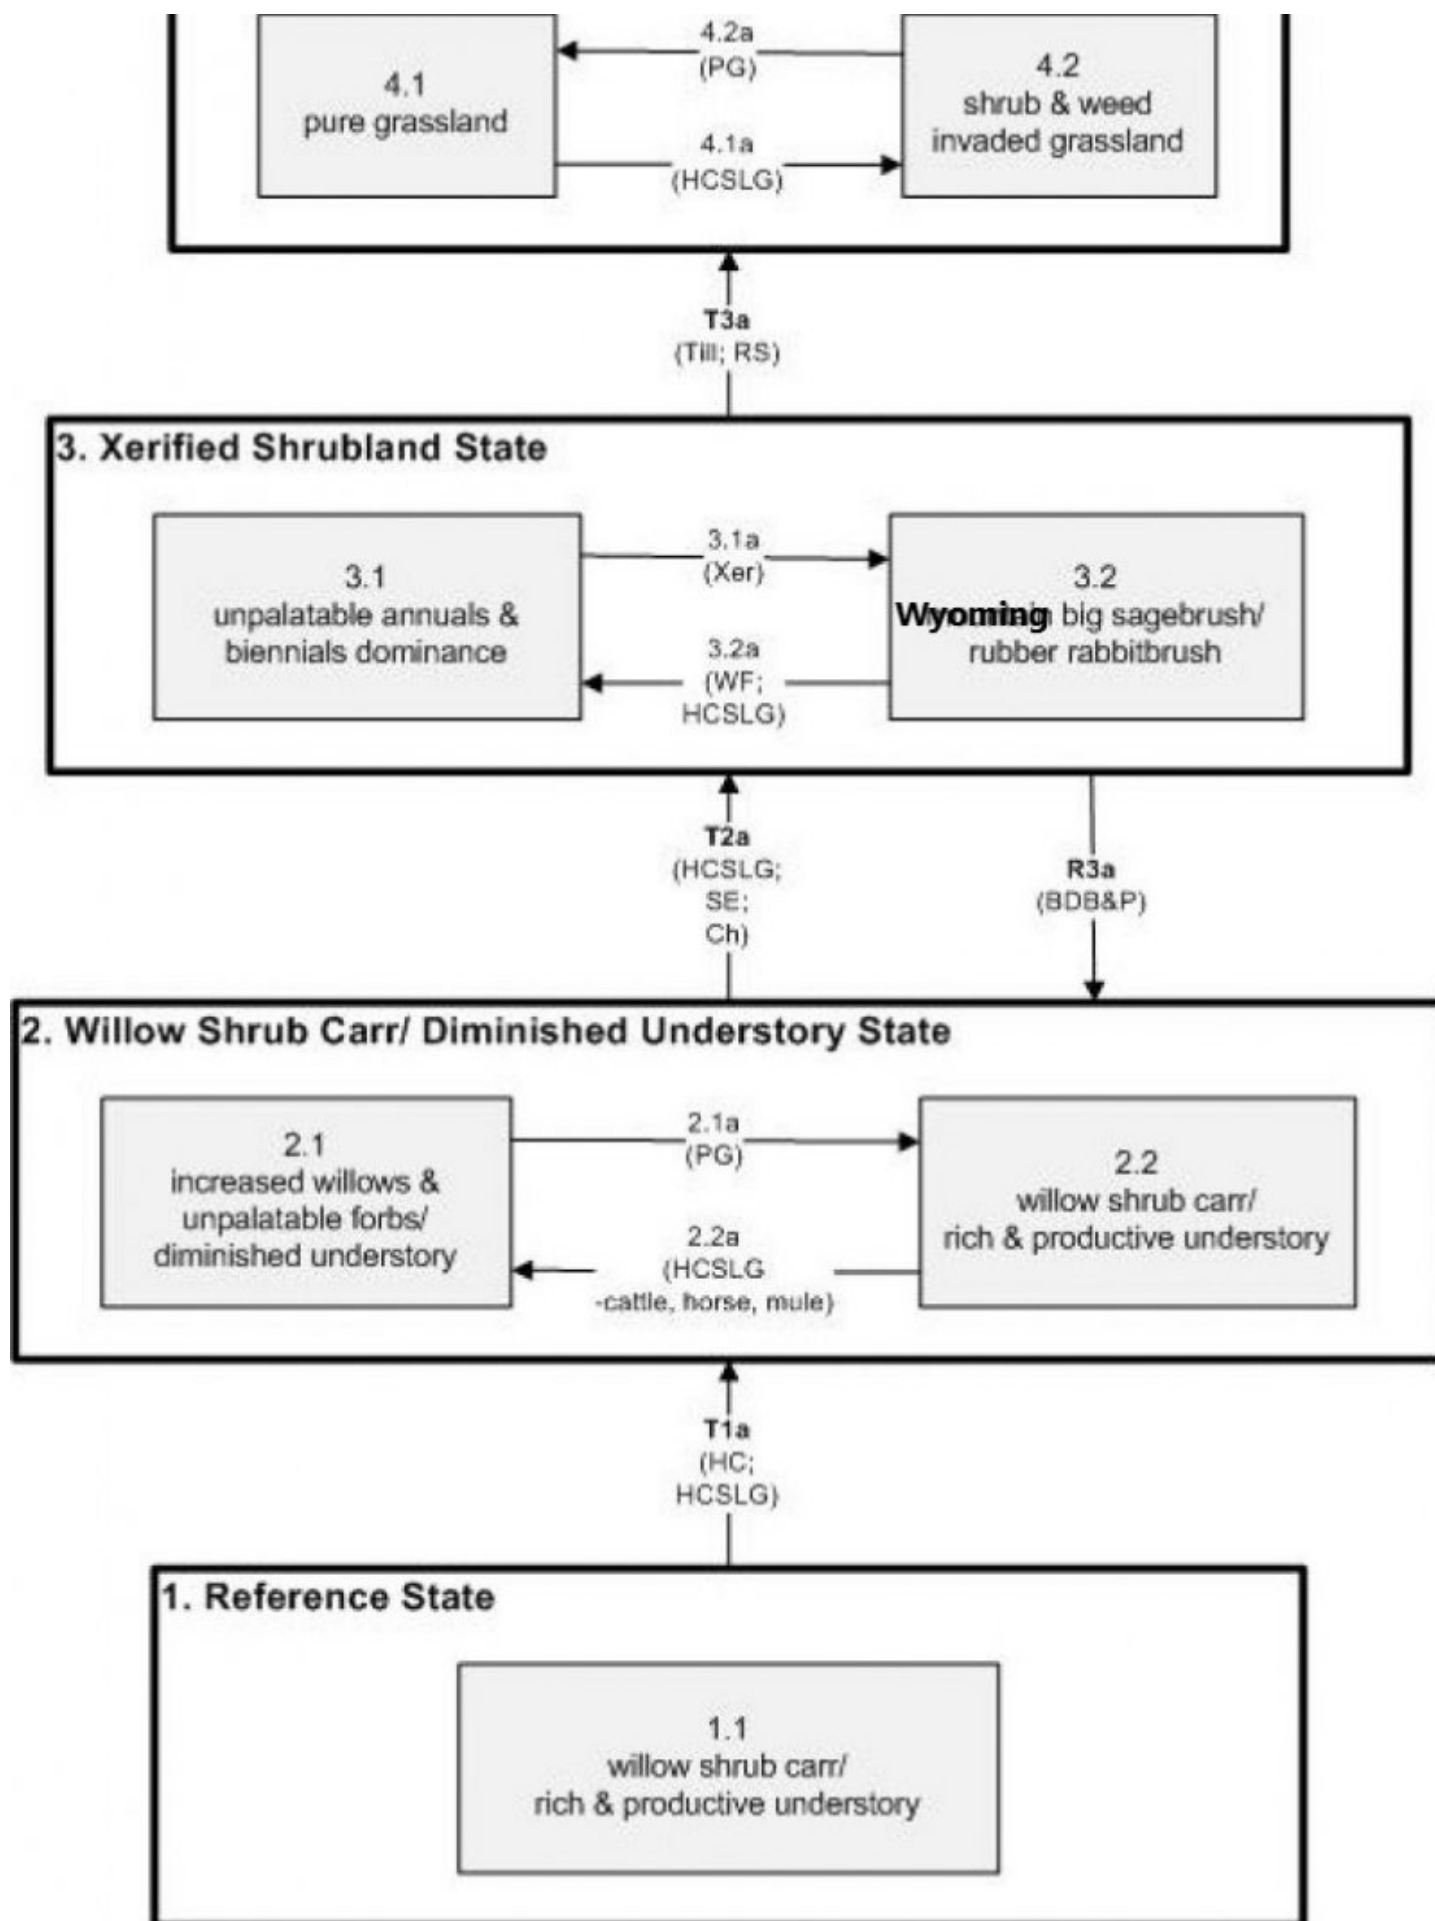 4.1
pure grassland
4.2a
(PG)
4.1a
(HCSLG)
4.2
shrub & weed
invaded grassland
T3a
(Till; RS)
3. Xerified Shrubland State
3.1
unpalatable annuals &
biennials dominance
3.1a
(Xer)
3.2a
(WF;
HCSLG)
3.2
Wyoming big sagebrush/
rubber rabbitbrush
T2a
(HCSLG;
SE;
Ch)
R3a
(BDB&P)
2. Willow Shrub Carr/ Diminished Understory State
2.1
increased willows &
unpalatable forbs/
diminished understory
2.1a
(PG)
2.2a
(HCSLG
-cattle, horse, mule)
2.2
willow shrub carr/
rich & productive understory
T1a
(HC;
HCSLG)
1. Reference State
1.1
willow shrub carr/
rich & productive understory